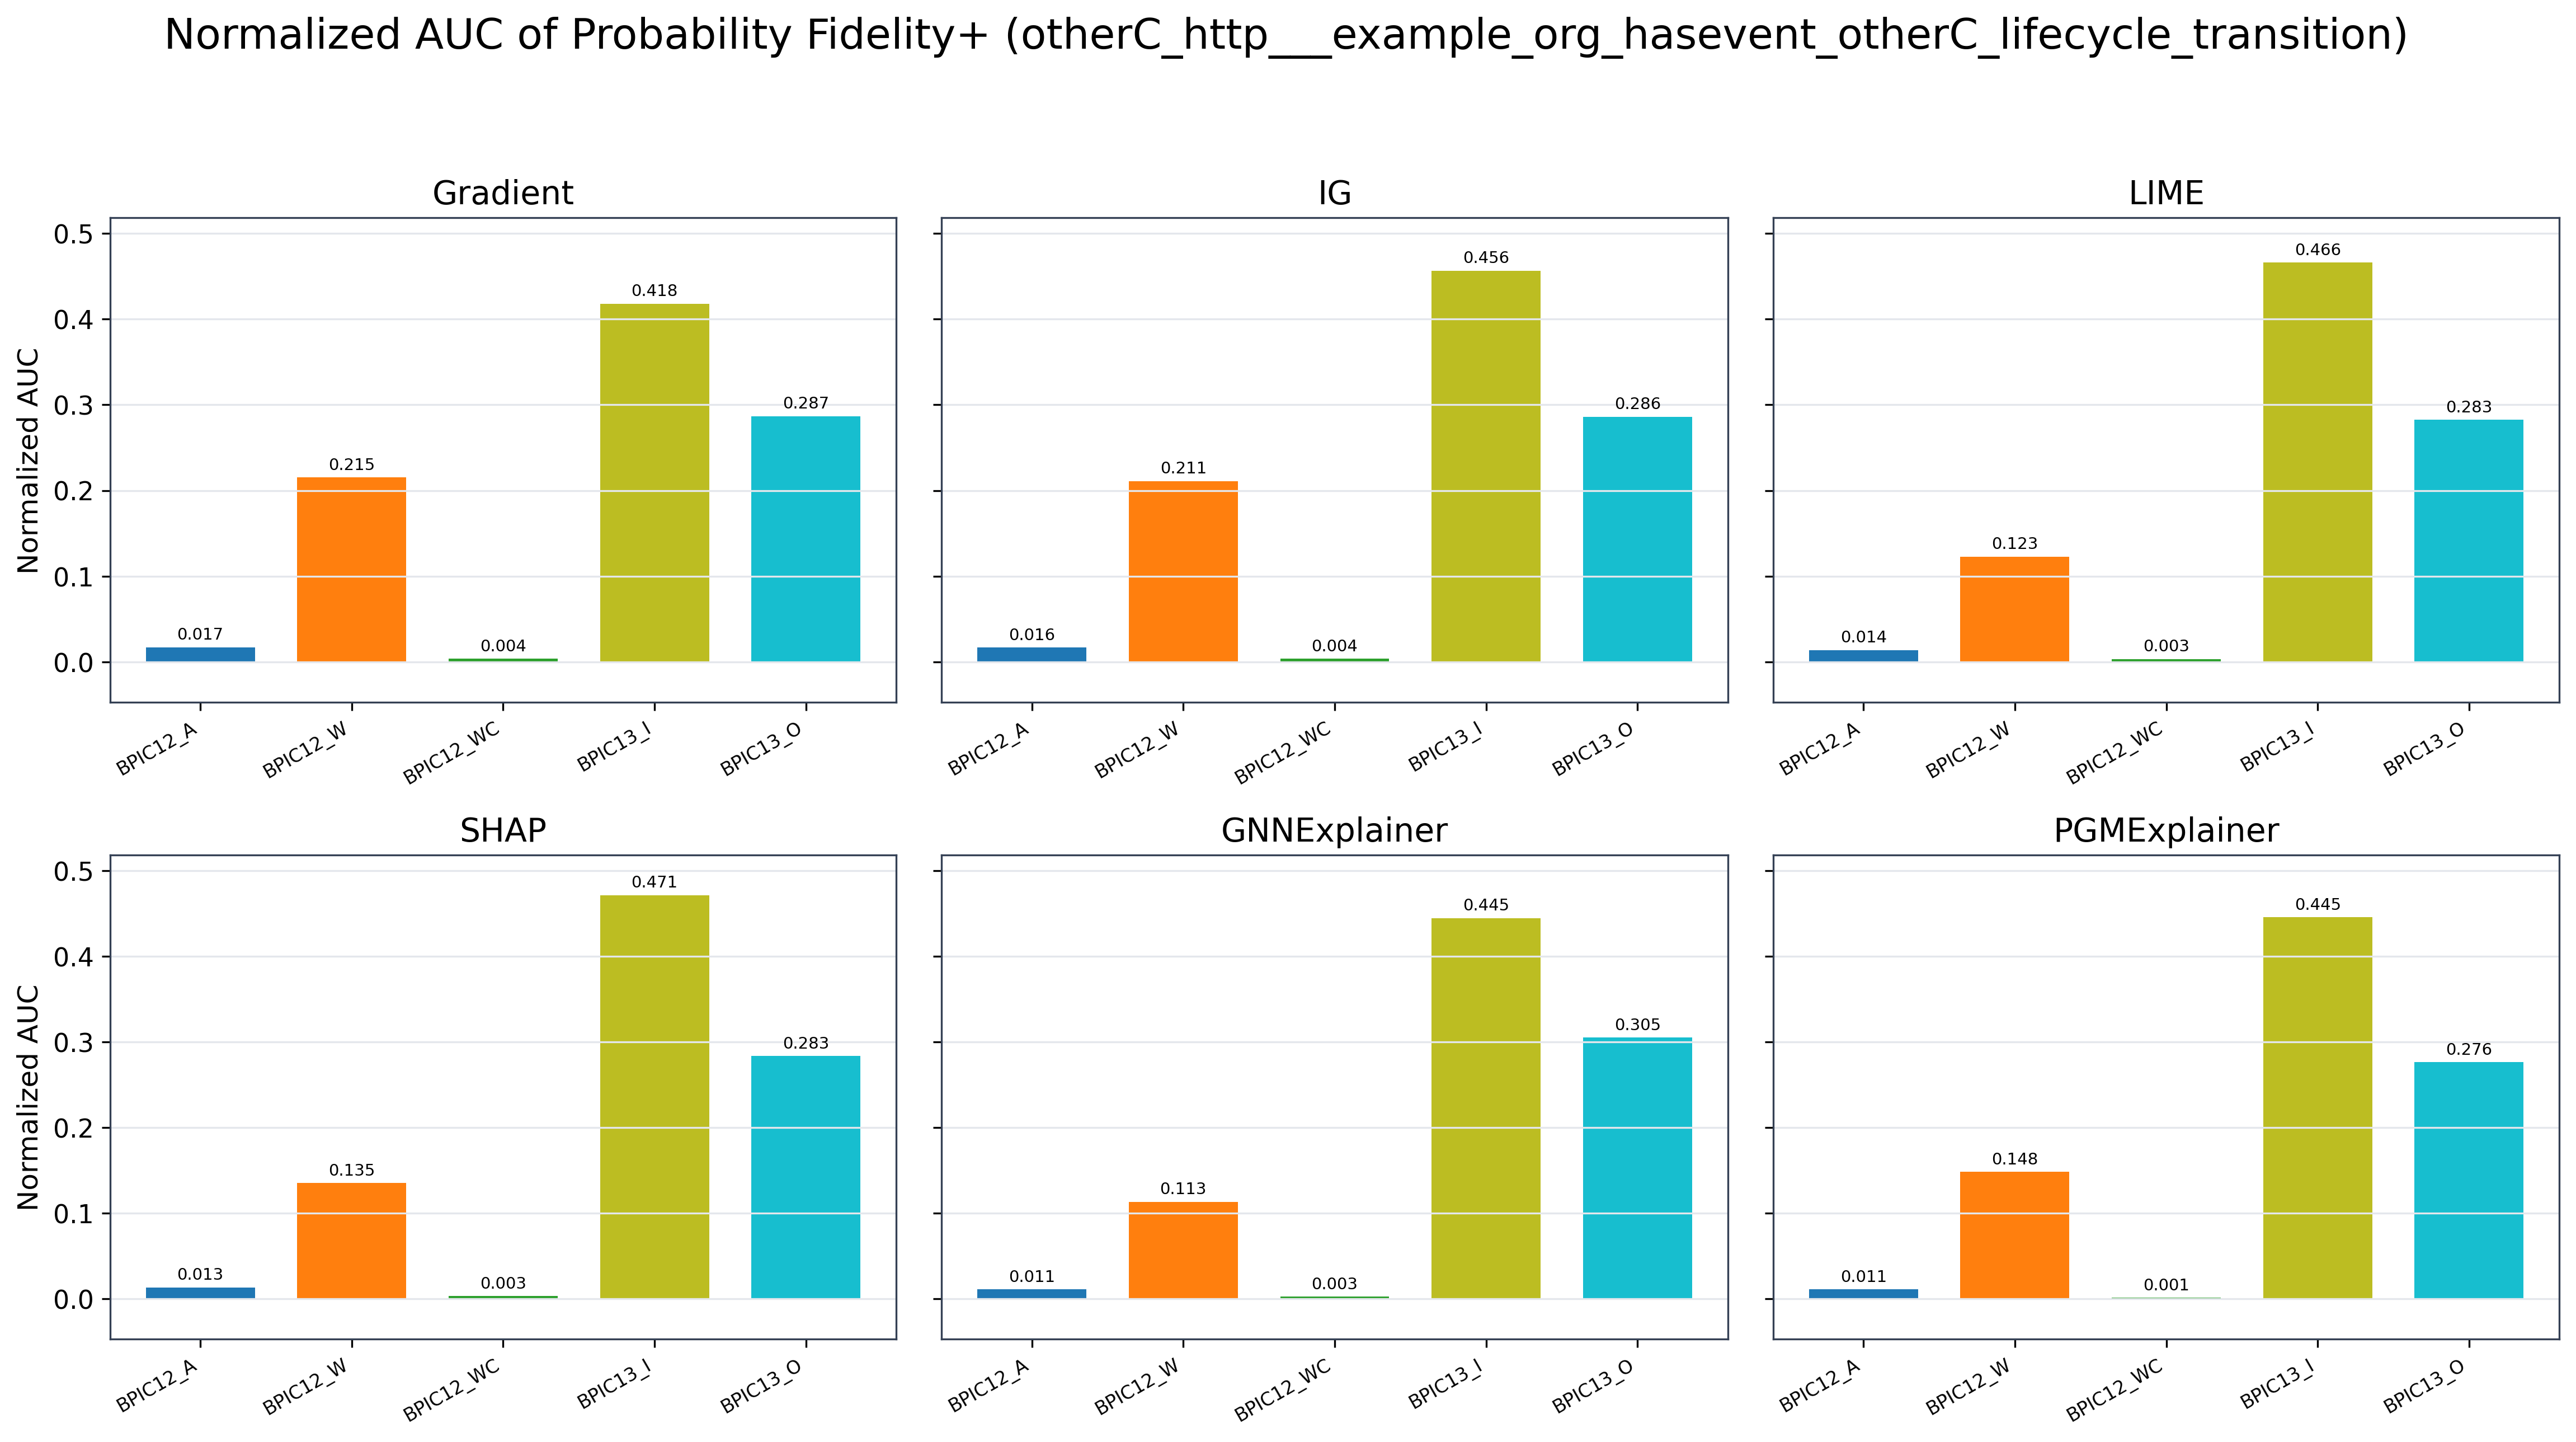 Normalized AUC of Probability Fidelity+ (otherC_http___example_org_hasevent_otherC_lifecycle_transition)
Gradient
IG
LIME
Normalized AUC
0.5
0.4
0.3
0.2
0.1
0.0
0.017
0.215
0.004
0.418
0.287
0.016
0.211
0.004
0.456
0.286
0.014
0.123
0.003
0.466
0.283
BPIC12_A
BPIC12_W
BPIC12_WC
BPIC13_I
BPIC13_O
BPIC12_A
BPIC12_W
BPIC12_WC
BPIC13_I
BPIC13_O
BPIC12_A
BPIC12_W
BPIC12_WC
BPIC13_I
BPIC13_O
SHAP
GNNExplainer
PGMExplainer
Normalized AUC
0.5
0.4
0.3
0.2
0.1
0.0
0.013
0.135
0.003
0.471
0.283
0.011
0.113
0.003
0.445
0.305
0.011
0.148
0.001
0.445
0.276
BPIC12_A
BPIC12_W
BPIC12_WC
BPIC13_I
BPIC13_O
BPIC12_A
BPIC12_W
BPIC12_WC
BPIC13_I
BPIC13_O
BPIC12_A
BPIC12_W
BPIC12_WC
BPIC13_I
BPIC13_O